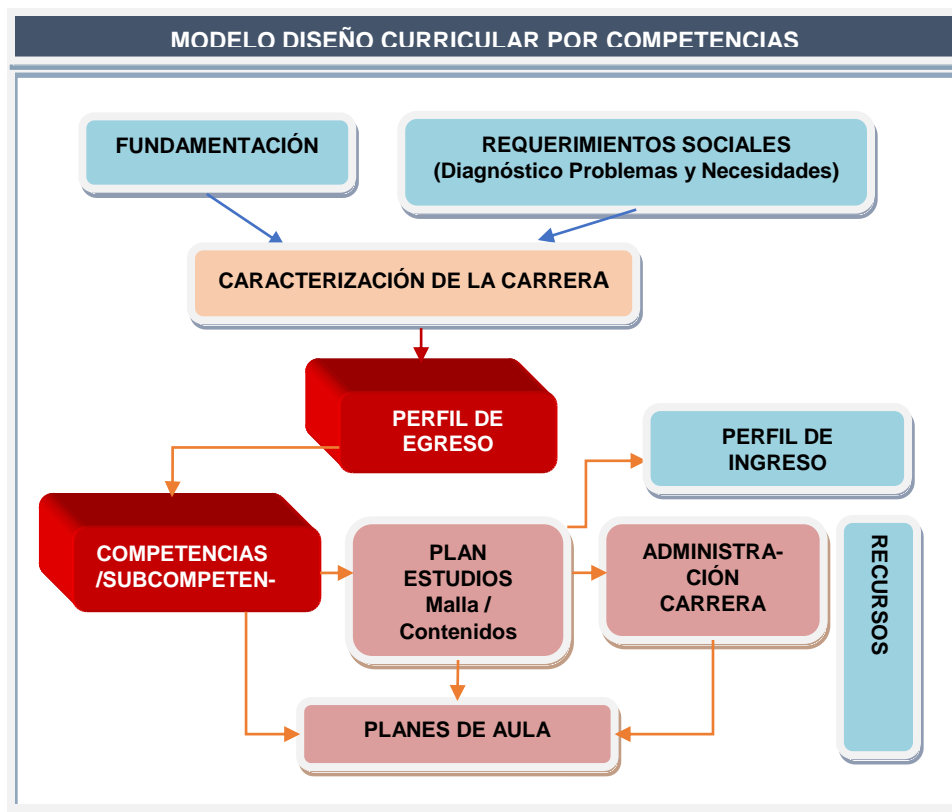 MODELO DISEÑO CURRICULAR POR COMPETENCIAS
FUNDAMENTACIÓN
REQUERIMIENTOS SOCIALES
(Diagnóstico Problemas y Necesidades)
CARACTERIZACIÓN DE LA CARRERA
PERFIL DE
EGRESO
PERFIL DE
INGRESO
COMPETENCIAS
/SUBCOMPETEN-
PLAN
ESTUDIOS
Malla /
Contenidos
ADMINISTRA-
CIÓN
CARRERA
RECURSOS
PLANES DE AULA